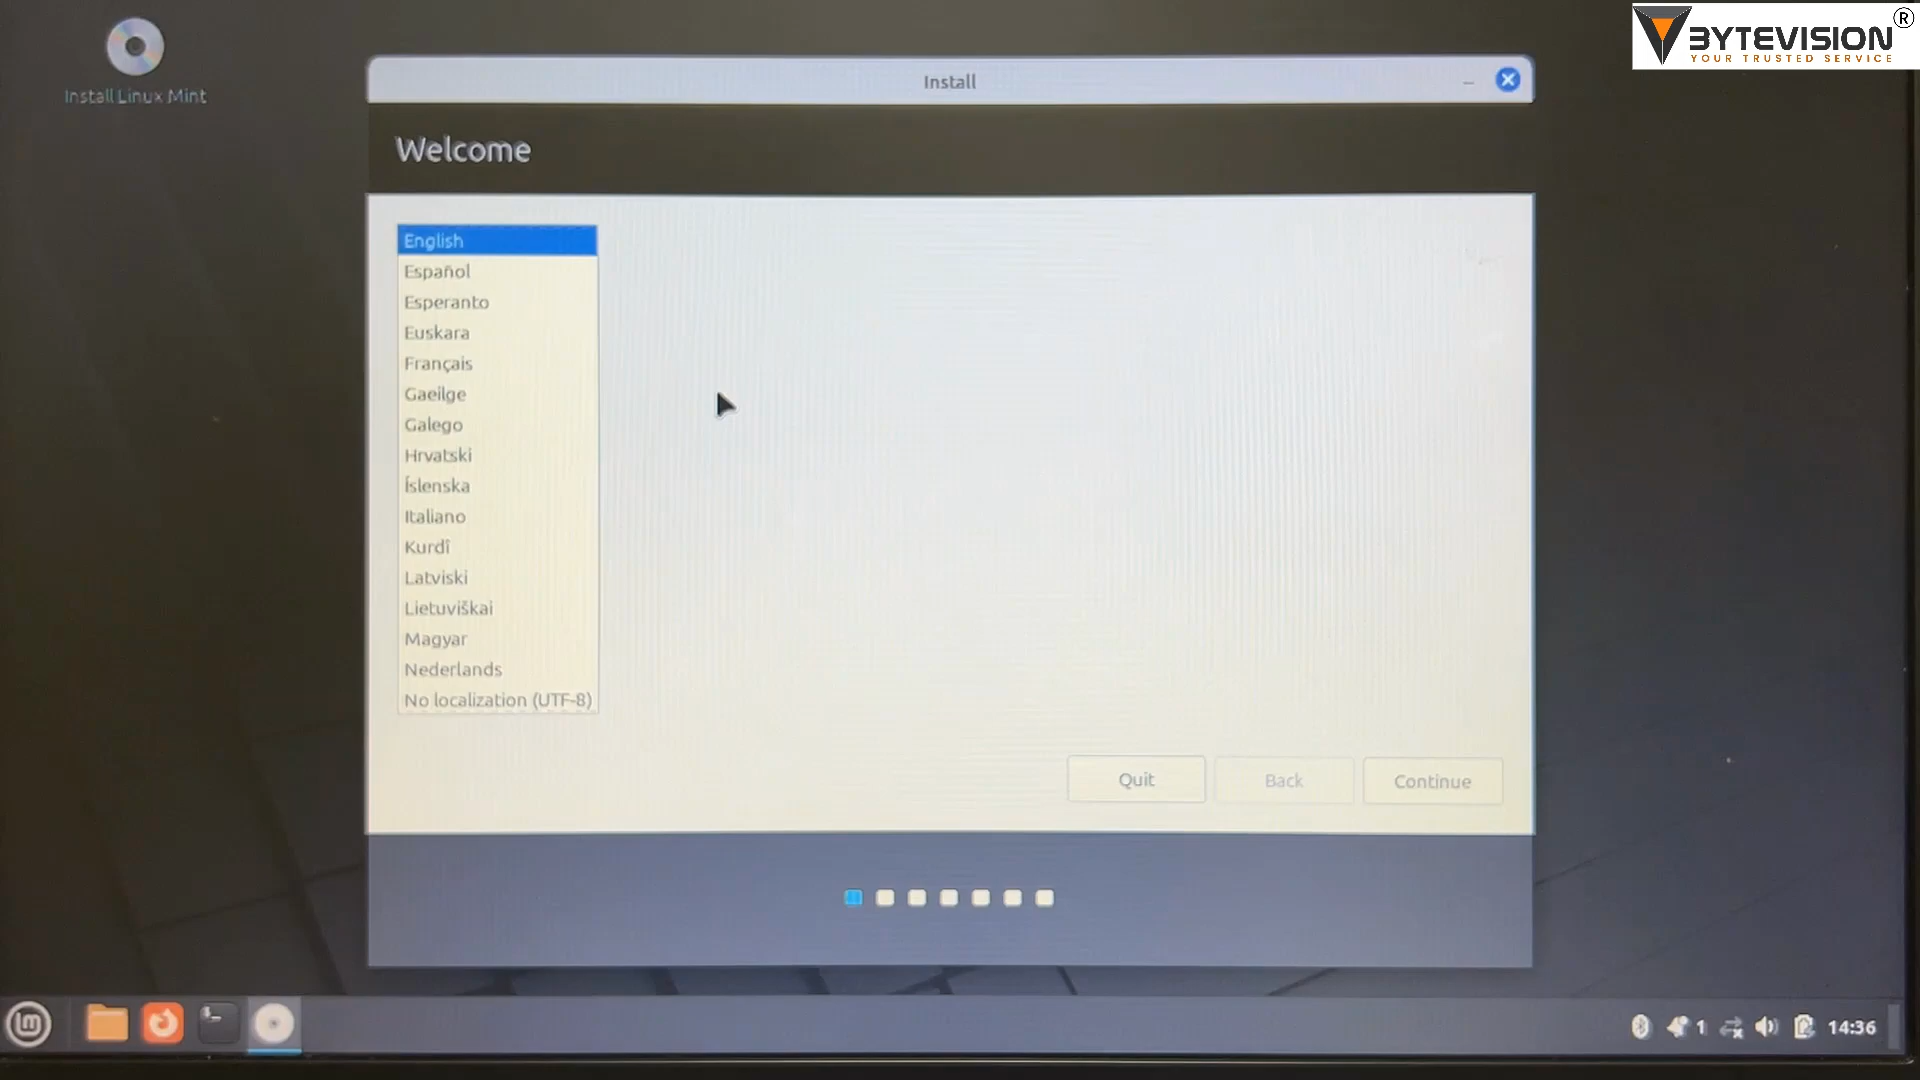 BYTEVISION®
YOUR TRUSTED SERVICE
Install Linux Mint
Install
Welcome
English
Español
Esperanto
Euskara
Français
Gaeilge
Galego
Hrvatski
Íslenska
Italiano
Kurdî
Latviski
Lietuviškai
Magyar
Nederlands
No localization (UTF-8)
Quit
Back
Continue
1
14:36